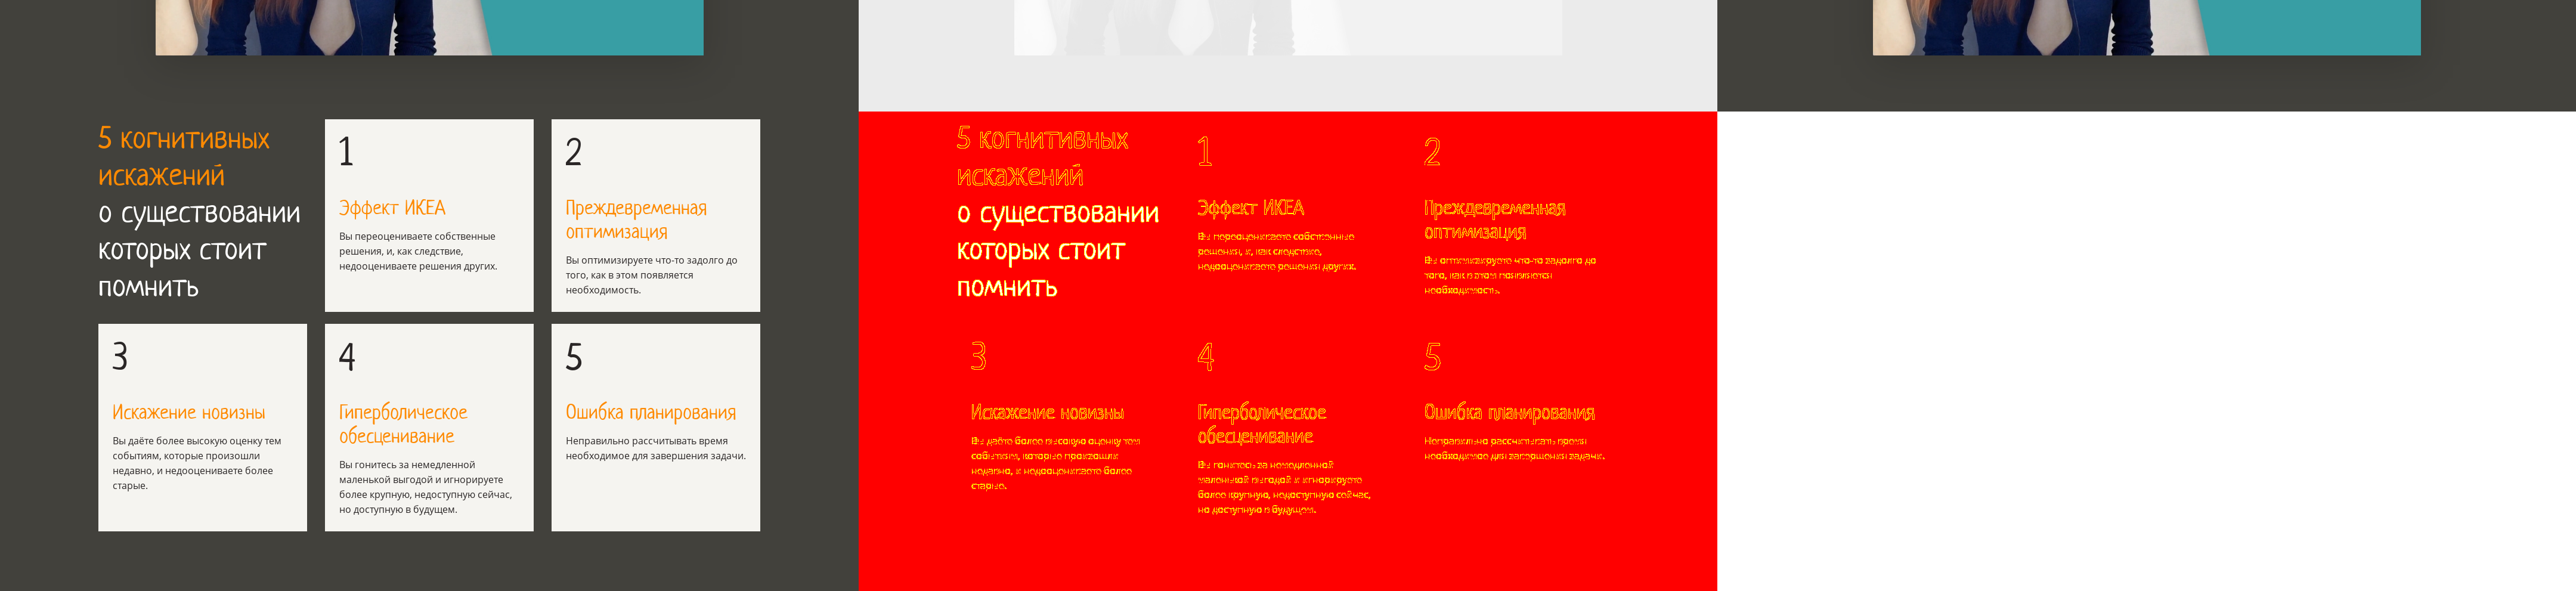 5 когнитивных
искажений
о существовании
которых стоит
помнить
1
Эффект ИКЕА
Вы переоцениваете собственные
решения, и, как следствие,
недооцениваете решения других.
2
Преждевременная
оптимизация
Вы оптимизируете что-то задолго до
того, как в этом появляется
необходимость.
3
Искажение новизны
Вы даёте более высокую оценку тем
событиям, которые произошли
недавно, и недооцениваете более
старые.
4
Гиперболическое
обесценивание
Вы гонитесь за немедленной
маленькой выгодой и игнорируете
более крупную, недоступную сейчас,
но доступную в будущем.
5
Ошибка планирования
Неправильно рассчитывать время
необходимое для завершения задачи.
5 когнитивных
искажений
о существовании
которых стоит
помнить
1
Эффект ИКЕА
Вы переоцениваете собственные
решения, и, как следствие,
недооцениваете решения других.
2
Преждевременная
оптимизация
Вы оптимизируете что-то задолго до
того, как в этом появляется
необходимость.
3
Искажение новизны
Вы даёте более высокую оценку тем
событиям, которые произошли
недавно, и недооцениваете более
старые.
4
Гиперболическое
обесценивание
Вы гонитесь за немедленной
маленькой выгодой и игнорируете
более крупную, недоступную сейчас,
но доступную в будущем.
5
Ошибка планирования
Неправильно рассчитывать время
необходимое для завершения задачи.